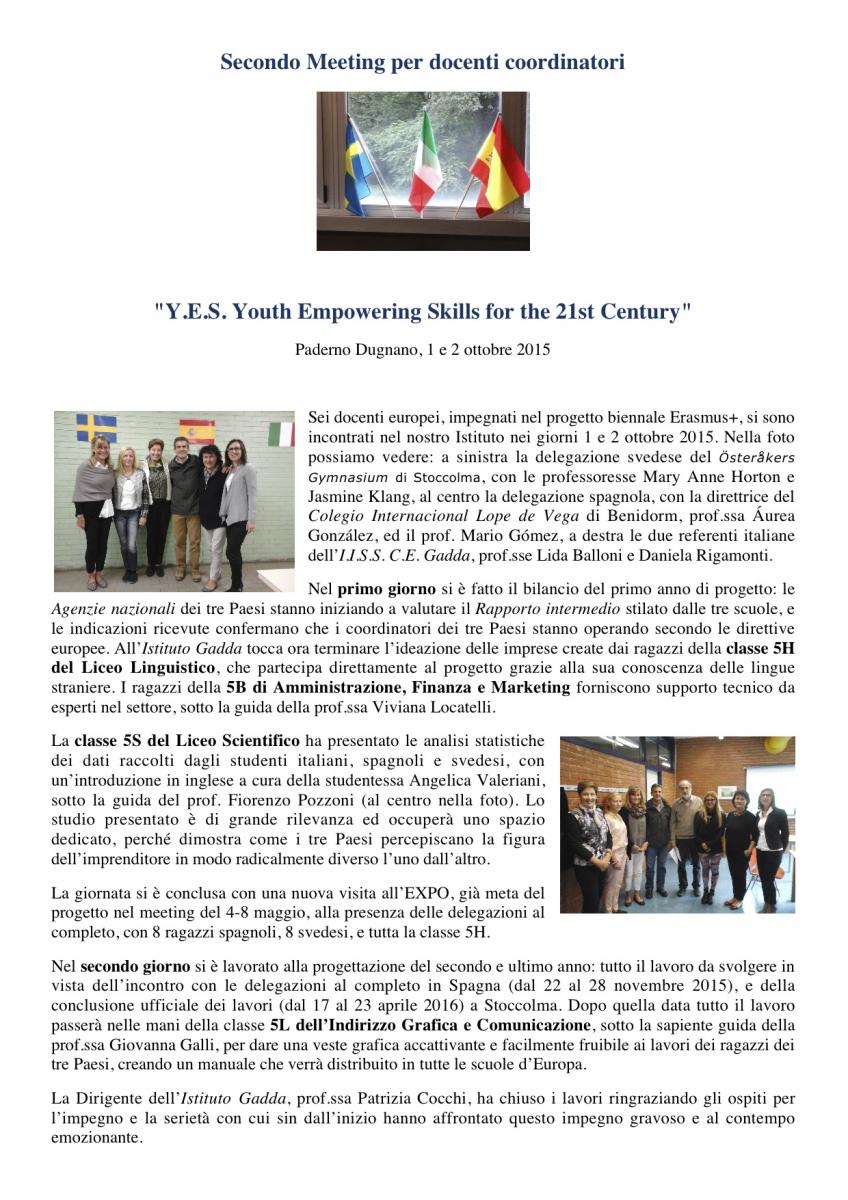 Secondo Meeting per docenti coordinatori
"Y.E.S. Youth Empowering Skills for the 21st Century"
Paderno Dugnano, 1 e 2 ottobre 2015
Sei docenti europei, impegnati nel progetto biennale Erasmus+, si sono
incontrati nel nostro Istituto nei giorni 1 e 2 ottobre 2015. Nella foto
possiamo vedere: a sinistra la delegazione svedese del Österåkers
Gymnasium di Stoccolma, con le professoresse Mary Anne Horton e
Jasmine Klang, al centro la delegazione spagnola, con la direttrice del
Colegio Internacional Lope de Vega di Benidorm, prof.ssa Áurea
González, ed il prof. Mario Gómez, a destra le due referenti italiane
dell’I.I.S.S. C.E. Gadda, prof.sse Lida Balloni e Daniela Rigamonti.
Nel primo giorno si è fatto il bilancio del primo anno di progetto: le
Agenzie nazionali dei tre Paesi stanno iniziando a valutare il Rapporto intermedio stilato dalle tre scuole, e
le indicazioni ricevute confermano che i coordinatori dei tre Paesi stanno operando secondo le direttive
europee. All’Istituto Gadda tocca ora terminare l’ideazione delle imprese create dai ragazzi della classe 5H
del Liceo Linguistico, che partecipa direttamente al progetto grazie alla sua conoscenza delle lingue
straniere. I ragazzi della 5B di Amministrazione, Finanza e Marketing forniscono supporto tecnico da
esperti nel settore, sotto la guida della prof.ssa Viviana Locatelli.
La classe 5S del Liceo Scientifico ha presentato le analisi statistiche
dei dati raccolti dagli studenti italiani, spagnoli e svedesi, con
un’introduzione in inglese a cura della studentessa Angelica Valeriani,
sotto la guida del prof. Fiorenzo Pozzoni (al centro nella foto). Lo
studio presentato è di grande rilevanza ed occuperà uno spazio
dedicato, perché dimostra come i tre Paesi percepiscano la figura
dell’imprenditore in modo radicalmente diverso l’uno dall’altro.
La giornata si è conclusa con una nuova visita all’EXPO, già meta del
progetto nel meeting del 4-8 maggio, alla presenza delle delegazioni al
completo, con 8 ragazzi spagnoli, 8 svedesi, e tutta la classe 5H.
Nel secondo giorno si è lavorato alla progettazione del secondo e ultimo anno: tutto il lavoro da svolgere in
vista dell’incontro con le delegazioni al completo in Spagna (dal 22 al 28 novembre 2015), e della
conclusione ufficiale dei lavori (dal 17 al 23 aprile 2016) a Stoccolma. Dopo quella data tutto il lavoro
passerà nelle mani della classe 5L dell’Indirizzo Grafica e Comunicazione, sotto la sapiente guida della
prof.ssa Giovanna Galli, per dare una veste grafica accattivante e facilmente fruibile ai lavori dei ragazzi dei
tre Paesi, creando un manuale che verrà distribuito in tutte le scuole d’Europa.
La Dirigente dell’Istituto Gadda, prof.ssa Patrizia Cocchi, ha chiuso i lavori ringraziando gli ospiti per
l’impegno e la serietà con cui sin dall’inizio hanno affrontato questo impegno gravoso e al contempo
emozionante.